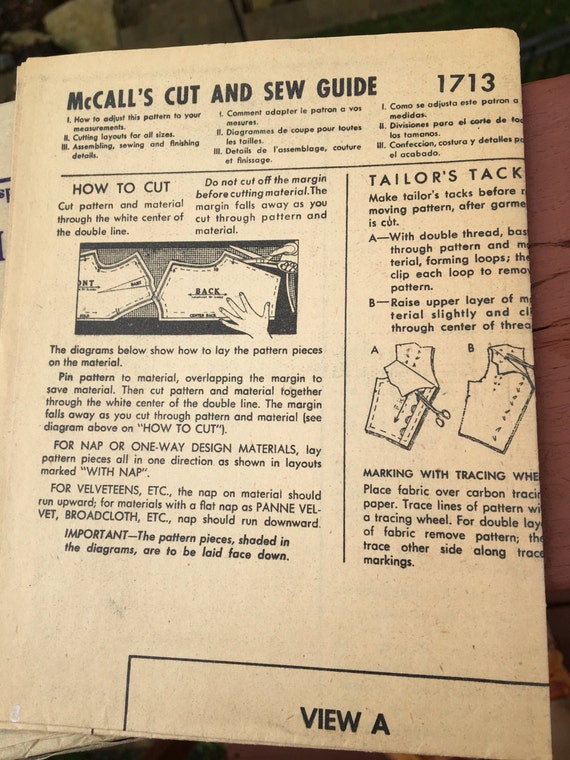 McCALL'S CUT AND SEW GUIDE 1713
I. How to adjust this pattern to your
measurements.
II. Cutting layouts for all sizes.
III. Assembling, sewing and finishing
details.
I. Comment adapter le patron a vos
mesures.
II. Diagrammes de coupe pour toutes
les tailles.
III. Details de l'assemblage, couture
et finissage.
I. Como se adjusta este patron a
medidas.
II. Divisiones para el corte de
los tamanos.
III. Confeccion, costura y detalles
el acabado.
HOW TO CUT
Cut pattern and material
through the white center of
the double line.
Do not cut off the margin
before cutting material. The
margin falls away as you
cut through pattern and
material.
BACK
CENTER BACK
The diagrams below show how to lay the pattern pieces
on the material.
Pin pattern to material, overlapping the margin to
save material. Then cut pattern and material together
through the white center of the double line. The margin
falls away as you cut through pattern and material (see
diagram above on "HOW TO CUT").
FOR NAP OR ONE-WAY DESIGN MATERIALS, lay
pattern pieces all in one direction as shown in layouts
marked "WITH NAP".
FOR VELVETEENS, ETC., the nap on material should
run upward; for materials with a flat nap as PANNE VEL-
VET, BROADCLOTH, ETC., nap should run downward.
IMPORTANT—The pattern pieces, shaded in
the diagrams, are to be laid face down.
TAILOR'S TACK
Make tailor's tacks before
moving pattern, after garme
is cut.
A—With double thread, bas
through pattern and m
terial, forming loops; the
clip each loop to remo
pattern.
B—Raise upper layer of m
terial slightly and cl
through center of threa
A
B
MARKING WITH TRACING WHE
Place fabric over carbon traci
paper. Trace lines of pattern wi
a tracing wheel. For double lay
of fabric remove pattern; the
trace other side along trace
markings.
VIEW A